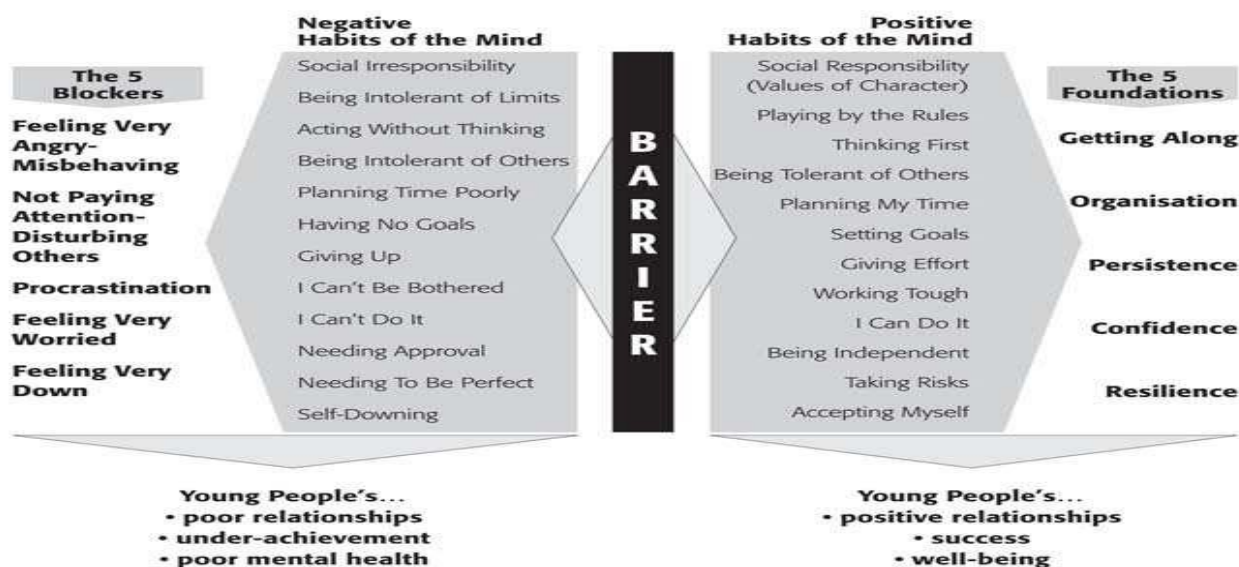 Negative
Habits of the Mind
The 5
Blockers
Feeling Very
Angry-
Misbehaving
Not Paying
Attention-
Disturbing
Others
Procrastination
Feeling Very
Worried
Feeling Very
Down
Social Irresponsibility
Being Intolerant of Limits
Acting Without Thinking
Being Intolerant of Others
Planning Time Poorly
Having No Goals
Giving Up
I Can't Be Bothered
I Can't Do It
Needing Approval
Needing To Be Perfect
Self-Downing
BARRIER
Positive
Habits of the Mind
Social Responsibility
(Values of Character)
Playing by the Rules
Thinking First
Being Tolerant of Others
Planning My Time
Setting Goals
Giving Effort
Working Tough
I Can Do It
Being Independent
Taking Risks
Accepting Myself
The 5
Foundations
Getting Along
Organisation
Persistence
Confidence
Resilience
Young People's...
• poor relationships
• under-achievement
• poor mental health
Young People's...
• positive relationships
• success
• well-being